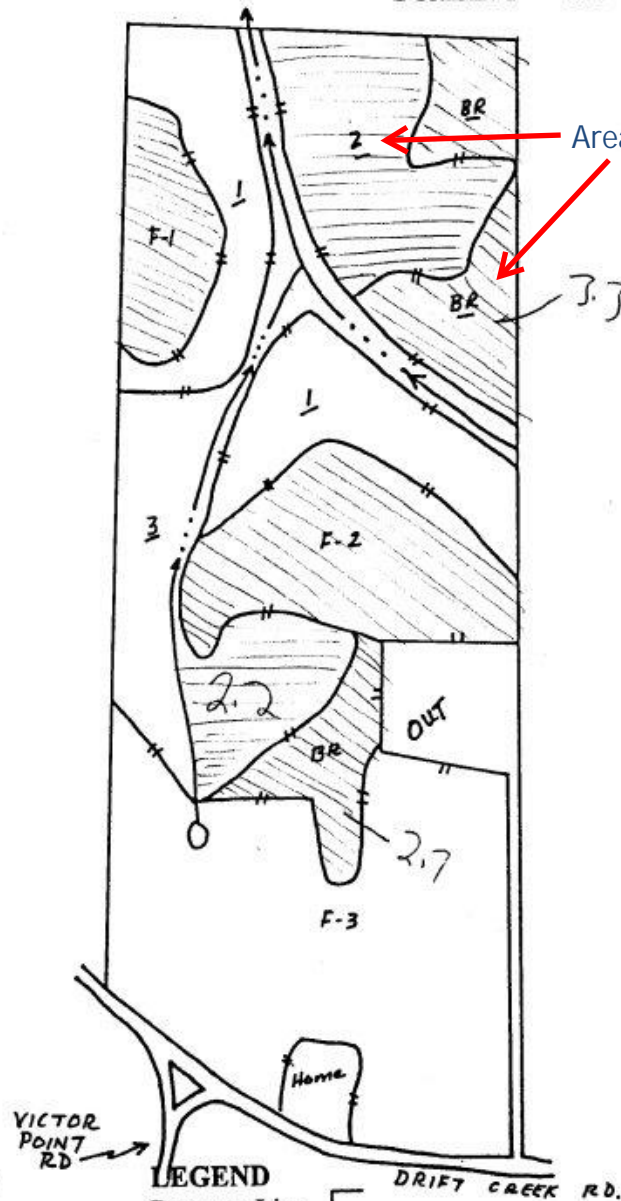 2
BR
Area
1
F-1
BR
3.3
1
3
F-2
2.2
BR
OUT
2.7
F-3
Home
VICTOR
POINT
RD
LEGEND
DRIFT CREEK RD.